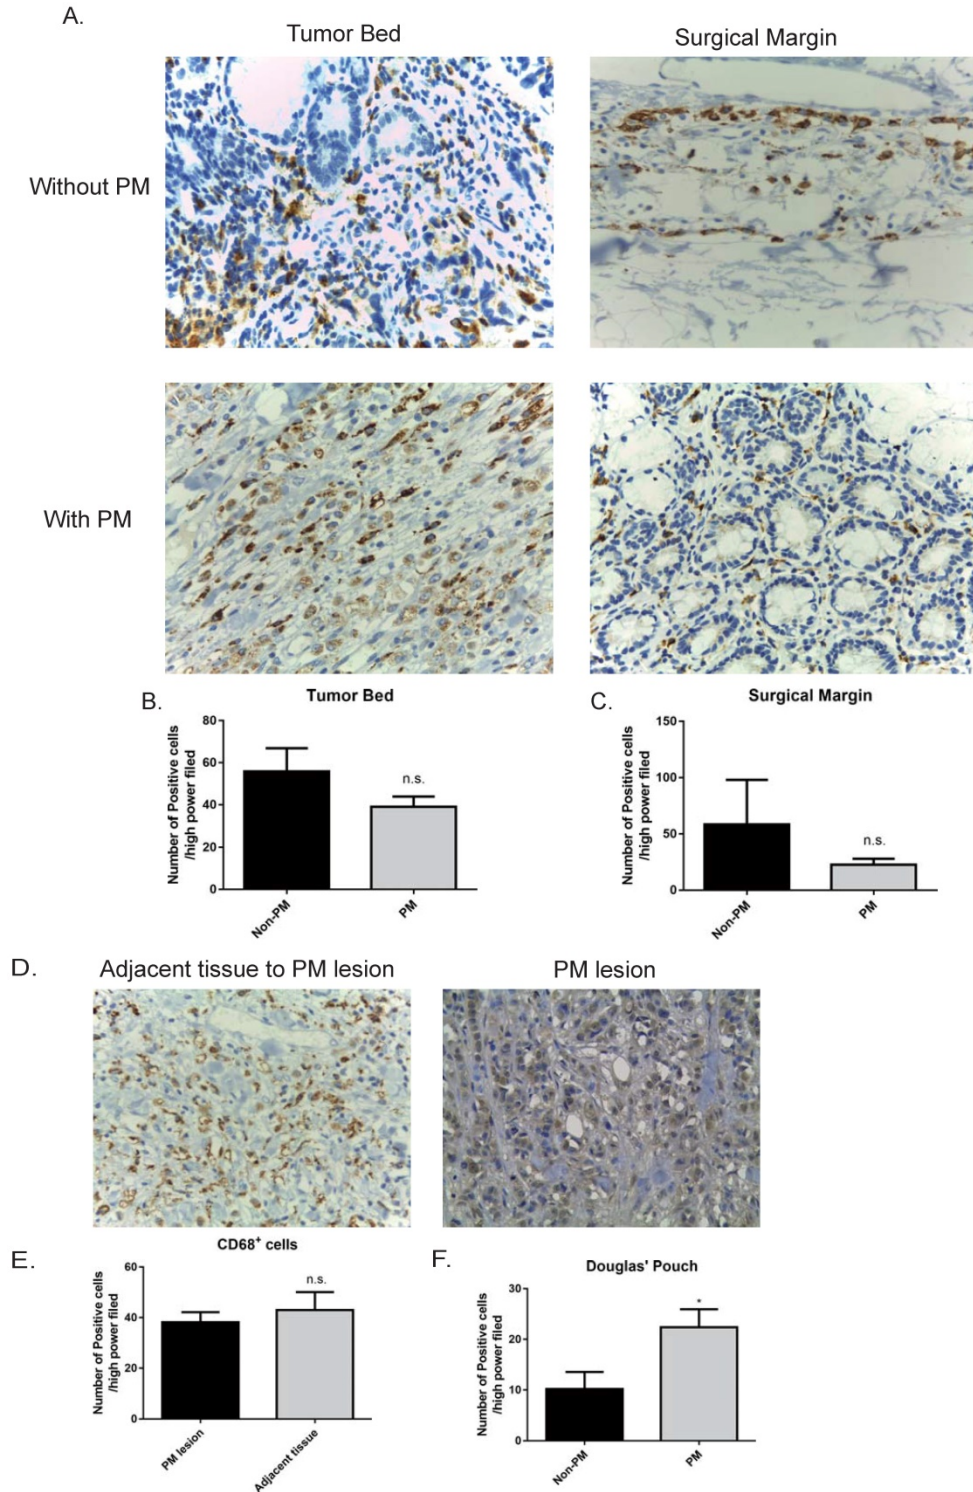 A.
Tumor Bed
Surgical Margin
Without PM
With PM
B.
Tumor Bed
Number of Positive cells
/high power filed
80
60
40
20
0
n.s.
Non-PM
PM
C.
Surgical Margin
Number of Positive cells
/high power filed
150
100
50
0
n.s.
Non-PM
PM
D.
Adjacent tissue to PM lesion
PM lesion
E.
CD68⁺ cells
Number of Positive cells
/high power filed
60
40
20
0
n.s.
PM lesion
Adjacent tissue
F.
Douglas' Pouch
Number of Positive cells
/high power filed
30
20
10
0
*
Non-PM
PM